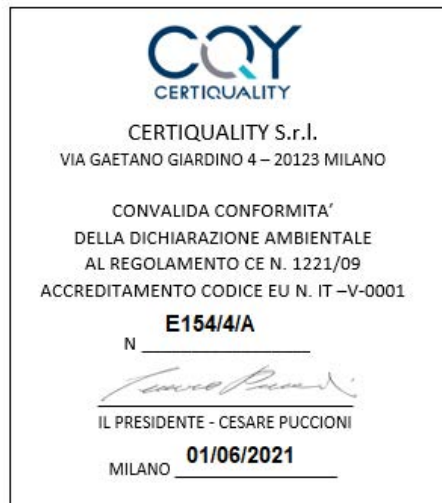 CQY
CERTIQUALITY
CERTIQUALITY S.r.l.
VIA GAETANO GIARDINO 4 – 20123 MILANO
CONVALIDA CONFORMITA’
DELLA DICHIARAZIONE AMBIENTALE
AL REGOLAMENTO CE N. 1221/09
ACCREDITAMENTO CODICE EU N. IT –V-0001
N E154/4/A
IL PRESIDENTE - CESARE PUCCIONI
MILANO 01/06/2021